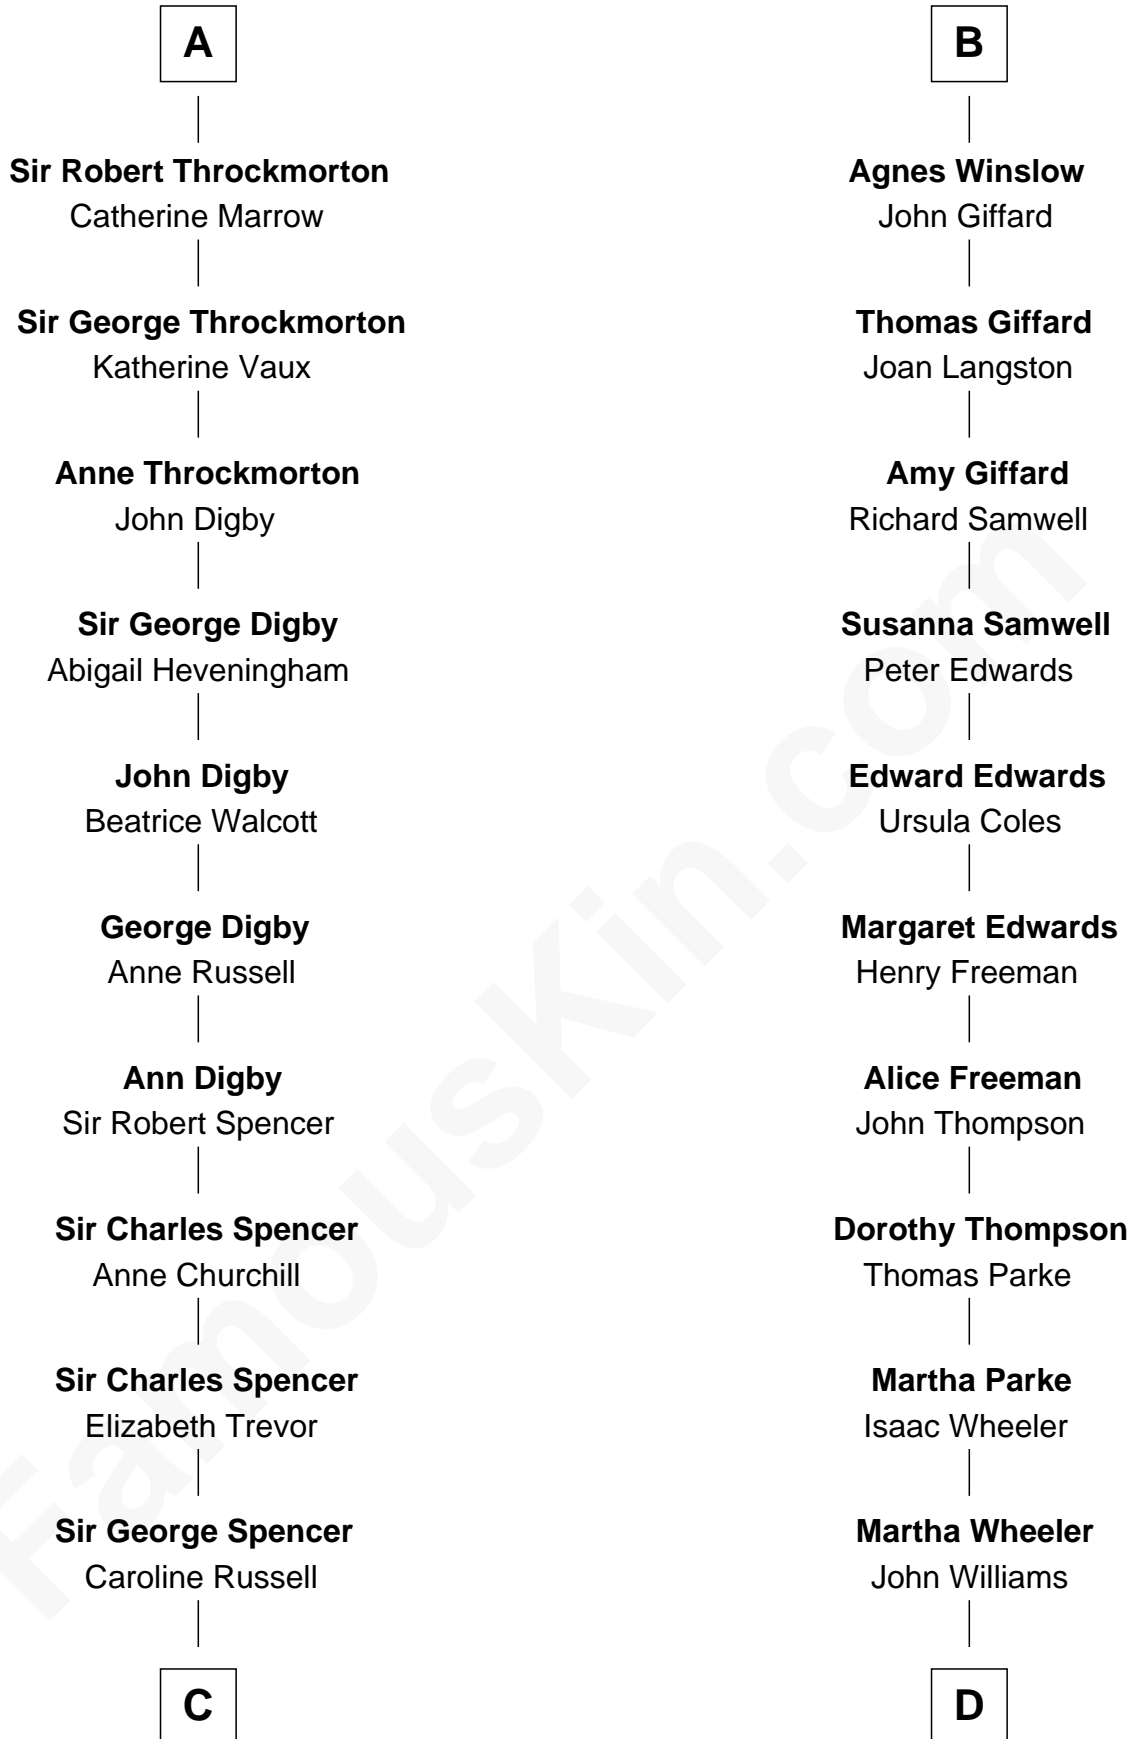 A
Sir Robert Throckmorton
Catherine Marrow
Sir George Throckmorton
Katherine Vaux
Anne Throckmorton
John Digby
Sir George Digby
Abigail Heveningham
John Digby
Beatrice Walcott
George Digby
Anne Russell
Ann Digby
Sir Robert Spencer
Sir Charles Spencer
Anne Churchill
Sir Charles Spencer
Elizabeth Trevor
Sir George Spencer
Caroline Russell
C
B
Agnes Winslow
John Giffard
Thomas Giffard
Joan Langston
Amy Giffard
Richard Samwell
Susanna Samwell
Peter Edwards
Edward Edwards
Ursula Coles
Margaret Edwards
Henry Freeman
Alice Freeman
John Thompson
Dorothy Thompson
Thomas Parke
Martha Parke
Isaac Wheeler
Martha Wheeler
John Williams
D
FamousKin.com